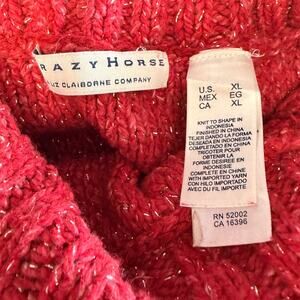 RAZY HORSE
IZ CLAIBORNE COMPANY
U.S. XL
MEX EG
CA XL
KNIT TO SHAPE IN
INDONESIA
FINISHED IN CHINA
TEJER DANDO LA FORMA
DESEADA EN INDONESIA
COMPLETADO EN CHINA
TRICOTER POUR
OBTENIR LA
FORME DESIREE EN
INDONESIE
COMPLETE EN CHINE
WITH IMPORTED YARN
CON HILO IMPORTADO
AVEC DU FIL IMPORTE
RN 52002
CA 16396